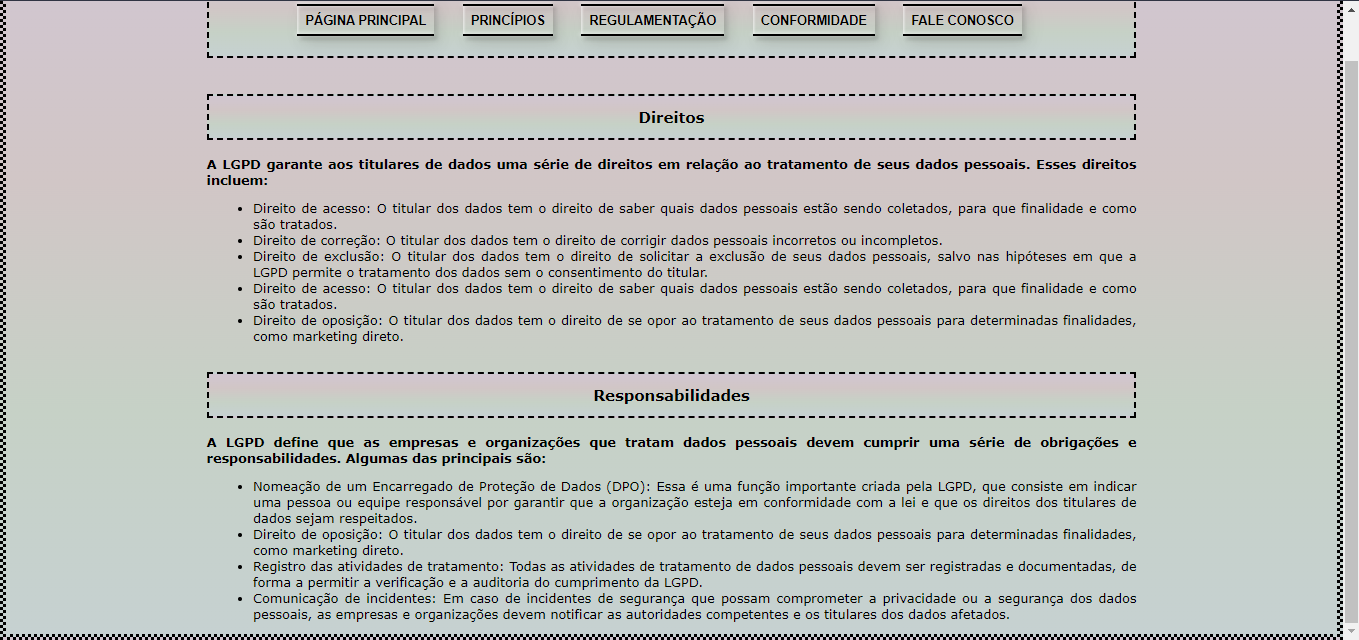 PÁGINA PRINCIPAL PRINCÍPIOS REGULAMENTAÇÃO CONFORMIDADE FALE CONOSCO
Direitos
A LGPD garante aos titulares de dados uma série de direitos em relação ao tratamento de seus dados pessoais. Esses direitos
incluem:
• Direito de acesso: O titular dos dados tem o direito de saber quais dados pessoais estão sendo coletados, para que finalidade e como
são tratados.
• Direito de correção: O titular dos dados tem o direito de corrigir dados pessoais incorretos ou incompletos.
• Direito de exclusão: O titular dos dados tem o direito de solicitar a exclusão de seus dados pessoais, salvo nas hipóteses em que a
LGPD permite o tratamento dos dados sem o consentimento do titular.
• Direito de acesso: O titular dos dados tem o direito de saber quais dados pessoais estão sendo coletados, para que finalidade e como
são tratados.
• Direito de oposição: O titular dos dados tem o direito de se opor ao tratamento de seus dados pessoais para determinadas finalidades,
como marketing direto.
Responsabilidades
A LGPD define que as empresas e organizações que tratam dados pessoais devem cumprir uma série de obrigações e
responsabilidades. Algumas das principais são:
• Nomeação de um Encarregado de Proteção de Dados (DPO): Essa é uma função importante criada pela LGPD, que consiste em indicar
uma pessoa ou equipe responsável por garantir que a organização esteja em conformidade com a lei e que os direitos dos titulares de
dados sejam respeitados.
• Direito de oposição: O titular dos dados tem o direito de se opor ao tratamento de seus dados pessoais para determinadas finalidades,
como marketing direto.
• Registro das atividades de tratamento: Todas as atividades de tratamento de dados pessoais devem ser registradas e documentadas, de
forma a permitir a verificação e a auditoria do cumprimento da LGPD.
• Comunicação de incidentes: Em caso de incidentes de segurança que possam comprometer a privacidade ou a segurança dos dados
pessoais, as empresas e organizações devem notificar as autoridades competentes e os titulares dos dados afetados.